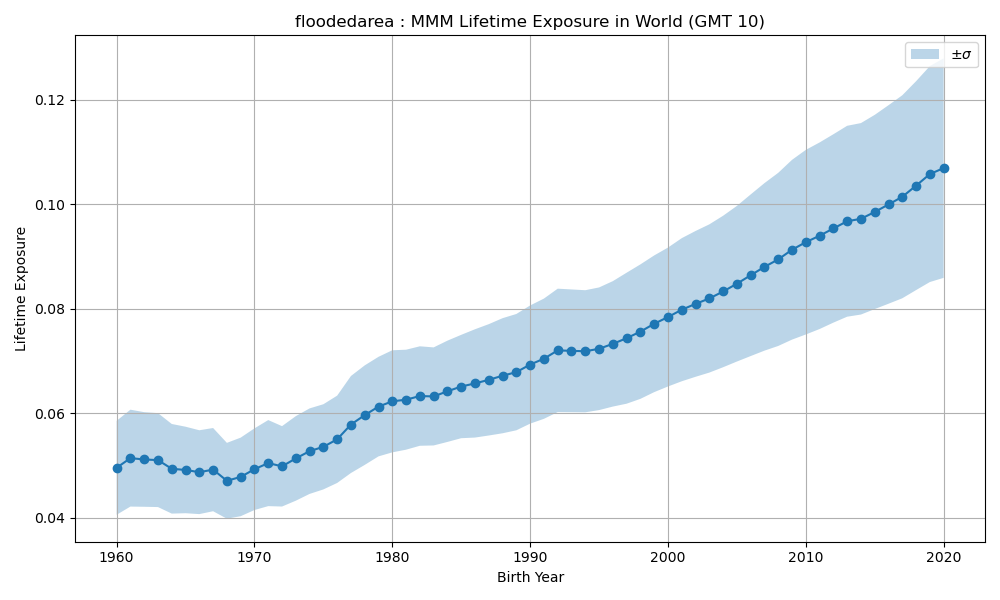 floodedarea : MMM Lifetime Exposure in World (GMT 10)
±σ
Lifetime Exposure
0.12
0.10
0.08
0.06
0.04
1960 1970 1980 1990 2000 2010 2020
Birth Year